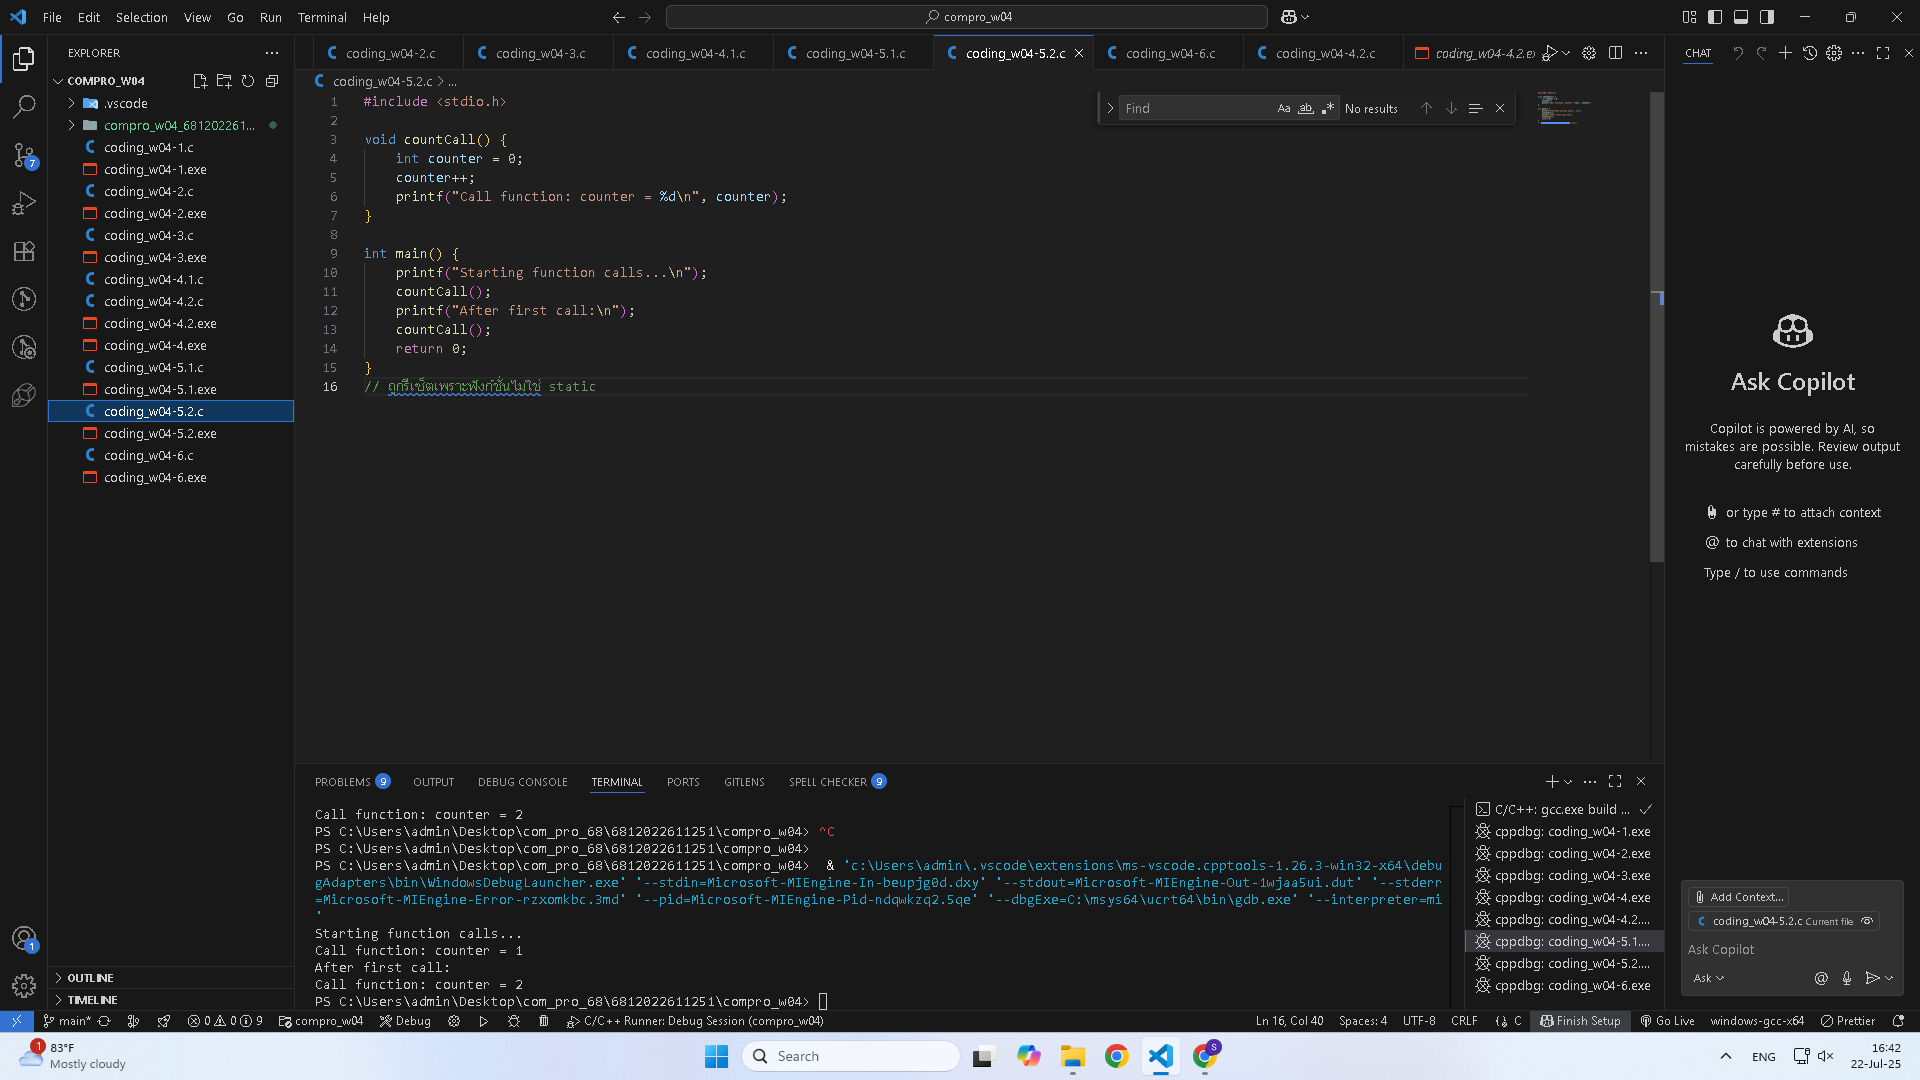 File Edit Selection View Go Run Terminal Help
compro_w04
EXPLORER
COMPRO_W04
.vscode
compro_w04_681202261...
coding_w04-1.c
coding_w04-1.exe
coding_w04-2.c
coding_w04-2.exe
coding_w04-3.c
coding_w04-3.exe
coding_w04-4.1.c
coding_w04-4.2.c
coding_w04-4.2.exe
coding_w04-4.exe
coding_w04-5.1.c
coding_w04-5.1.exe
coding_w04-5.2.c
coding_w04-5.2.exe
coding_w04-6.c
coding_w04-6.exe
OUTLINE
TIMELINE
7
1
coding_w04-2.c coding_w04-3.c coding_w04-4.1.c coding_w04-5.1.c coding_w04-5.2.c coding_w04-6.c coding_w04-4.2.c coding_w04-4.2.ex
coding_w04-5.2.c > ...
Find Aa ab No results
1 #include <stdio.h>
2
3 void countCall() {
4 int counter = 0;
5 counter++;
6 printf("Call function: counter = %d\n", counter);
7 }
8
9 int main() {
10 printf("Starting function calls...\n");
11 countCall();
12 printf("After first call:\n");
13 countCall();
14 return 0;
15 }
16 // ถูกรีเซ็ตเพราะฟังก์ชั่นไม่ใช่ static
PROBLEMS 9 OUTPUT DEBUG CONSOLE TERMINAL PORTS GITLENS SPELL CHECKER 9
Call function: counter = 2
PS C:\Users\admin\Desktop\com_pro_68\6812022611251\compro_w04> ^C
PS C:\Users\admin\Desktop\com_pro_68\6812022611251\compro_w04>
PS C:\Users\admin\Desktop\com_pro_68\6812022611251\compro_w04> & 'c:\Users\admin\.vscode\extensions\ms-vscode.cpptools-1.26.3-win32-x64\debu
gAdapters\bin\WindowsDebugLauncher.exe' '--stdin=Microsoft-MIEngine-In-beupjg0d.dxy' '--stdout=Microsoft-MIEngine-Out-1wjaa5ui.dut' '--stderr
=Microsoft-MIEngine-Error-rzxomkbc.3md' '--pid=Microsoft-MIEngine-Pid-ndqwkzq2.5qe' '--dbgExe=C:\msys64\ucrt64\bin\gdb.exe' '--interpreter=mi
'
Starting function calls...
Call function: counter = 1
After first call:
Call function: counter = 2
PS C:\Users\admin\Desktop\com_pro_68\6812022611251\compro_w04>
C/C++: gcc.exe build ...
cppdbg: coding_w04-1.exe
cppdbg: coding_w04-2.exe
cppdbg: coding_w04-3.exe
cppdbg: coding_w04-4.exe
cppdbg: coding_w04-4.2....
cppdbg: coding_w04-5.1....
cppdbg: coding_w04-5.2....
cppdbg: coding_w04-6.exe
CHAT
Ask Copilot
Copilot is powered by AI, so
mistakes are possible. Review output
carefully before use.
or type # to attach context
@ to chat with extensions
Type / to use commands
Add Context...
coding_w04-5.2.c Current file
Ask Copilot
Ask
main* 0 0 9 compro_w04 Debug C/C++ Runner: Debug Session (compro_w04) Ln 16, Col 40 Spaces: 4 UTF-8 CRLF C Finish Setup Go Live windows-gcc-x64 Prettier
1
83°F
Mostly cloudy
Search
S
ENG
16:42
22-Jul-25